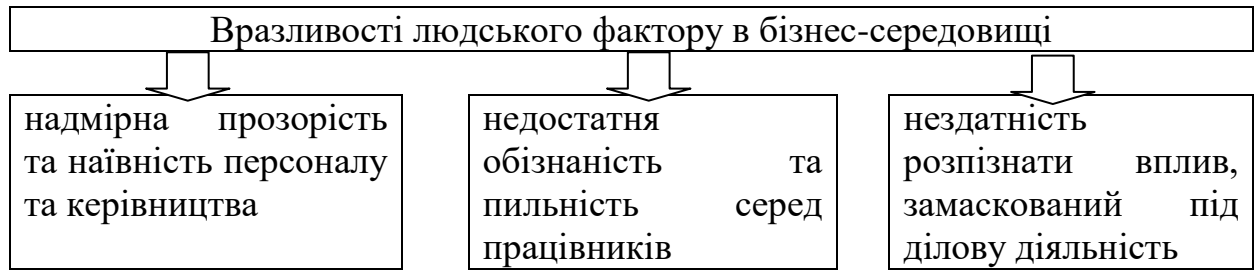 Вразливості людського фактору в бізнес-середовищі
надмірна прозорість
та наївність персоналу
та керівництва
недостатня
обізнаність та
пильність серед
працівників
нездатність
розпізнати вплив,
замаскований під
ділову діяльність